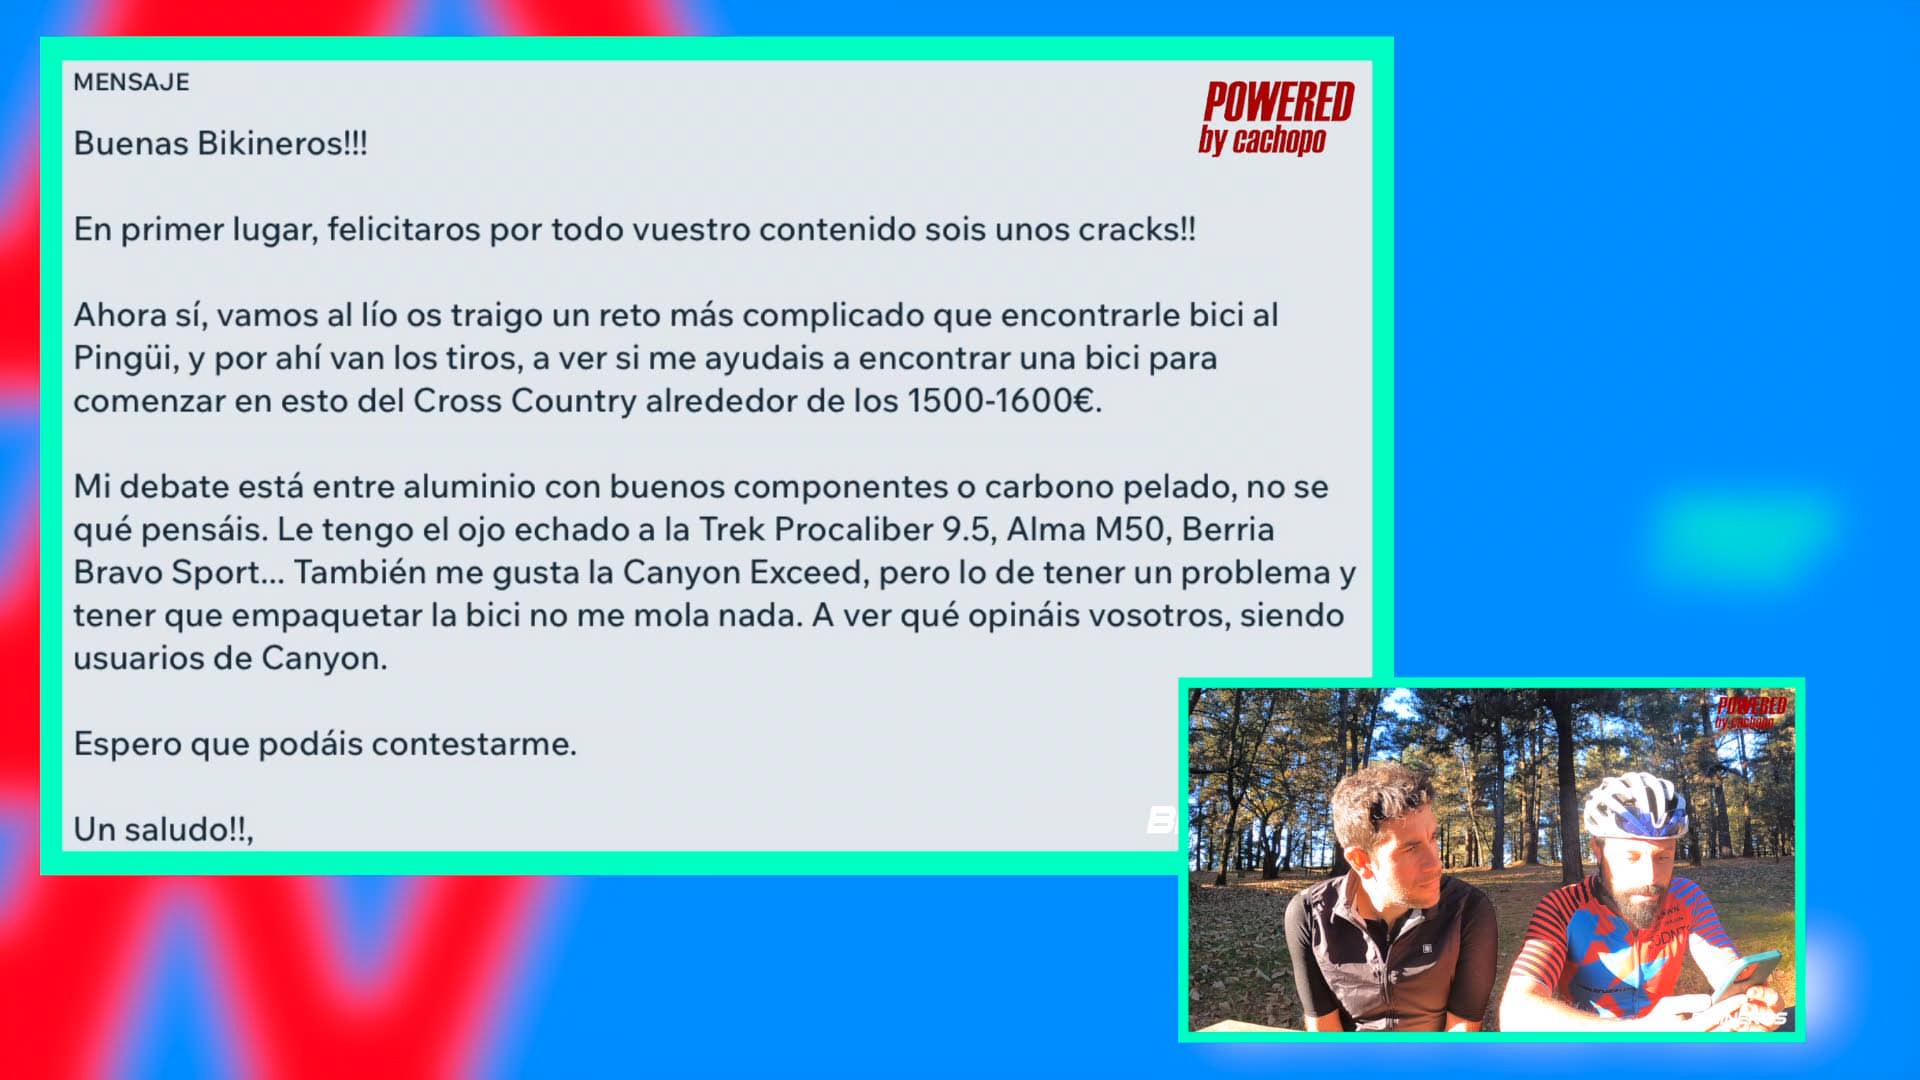 MENSAJE
POWERED
by cachopo
Buenas Bikineros!!!
En primer lugar, felicitaros por todo vuestro contenido sois unos cracks!!
Ahora sí, vamos al lío os traigo un reto más complicado que encontrarle bici al
Pingüi, y por ahí van los tiros, a ver si me ayudais a encontrar una bici para
comenzar en esto del Cross Country alrededor de los 1500-1600€.
Mi debate está entre aluminio con buenos componentes o carbono pelado, no se
qué pensáis. Le tengo el ojo echado a la Trek Procaliber 9.5, Alma M50, Berria
Bravo Sport... También me gusta la Canyon Exceed, pero lo de tener un problema y
tener que empaquetar la bici no me mola nada. A ver qué opináis vosotros, siendo
usuarios de Canyon.
Espero que podáis contestarme.
Un saludo!!,
POWERED
by cachopo